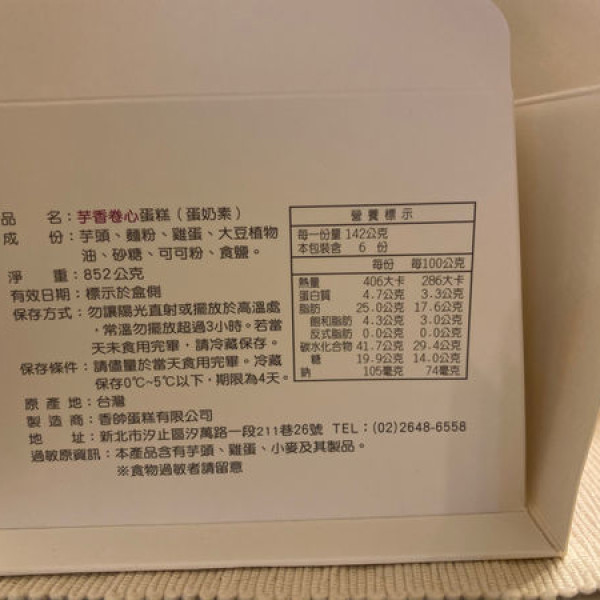 品 名：芋香卷心蛋糕（蛋奶素）
成 份：芋頭、麵粉、雞蛋、大豆植物
油、砂糖、可可粉、食鹽。
淨 重：852公克
有效日期：標示於盒側
保存方式：勿讓陽光直射或擺放於高溫處
，常溫勿擺放超過3小時。若當
天未食用完畢，請冷藏保存。
保存條件：請儘量於當天食用完畢。冷藏
保存0℃~5℃以下，期限為4天。
原 產 地：台灣
製 造 商：香帥蛋糕有限公司
地 址：新北市汐止區汐萬路一段211巷26號 TEL：(02)2648-6558
過敏原資訊：本產品含有芋頭、雞蛋、小麥及其製品。
※食物過敏者請留意
營養標示
每一份量 142公克
本包裝含 6 份
每份 每100公克
熱量 406大卡 286大卡
蛋白質 4.7公克 3.3公克
脂肪 25.0公克 17.6公克
飽和脂肪 4.3公克 3.0公克
反式脂肪 0.0公克 0.0公克
碳水化合物 41.7公克 29.4公克
糖 19.9公克 14.0公克
鈉 105毫克 74毫克